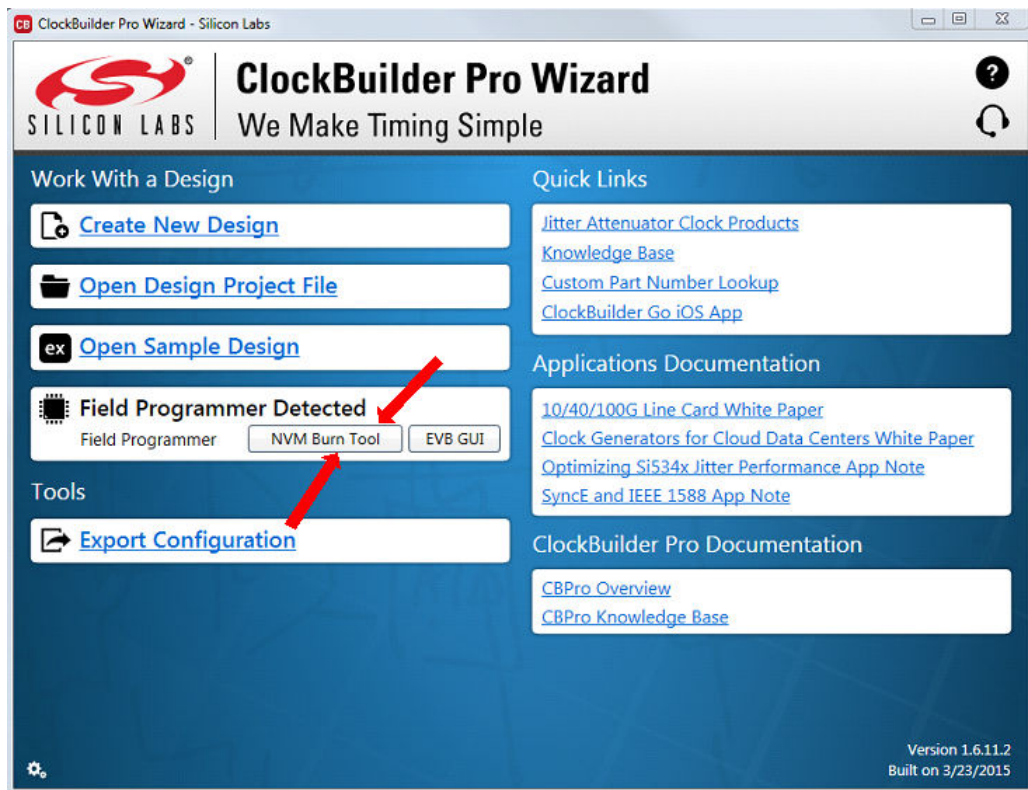 CB ClockBuilder Pro Wizard - Silicon Labs
SILICON LABS
ClockBuilder Pro Wizard
We Make Timing Simple
?
Work With a Design
Create New Design
Open Design Project File
ex Open Sample Design
Field Programmer Detected
Field Programmer NVM Burn Tool EVB GUI
Tools
Export Configuration
Quick Links
Jitter Attenuator Clock Products
Knowledge Base
Custom Part Number Lookup
ClockBuilder Go iOS App
Applications Documentation
10/40/100G Line Card White Paper
Clock Generators for Cloud Data Centers White Paper
Optimizing Si534x Jitter Performance App Note
SyncE and IEEE 1588 App Note
ClockBuilder Pro Documentation
CBPro Overview
CBPro Knowledge Base
Version 1.6.11.2
Built on 3/23/2015